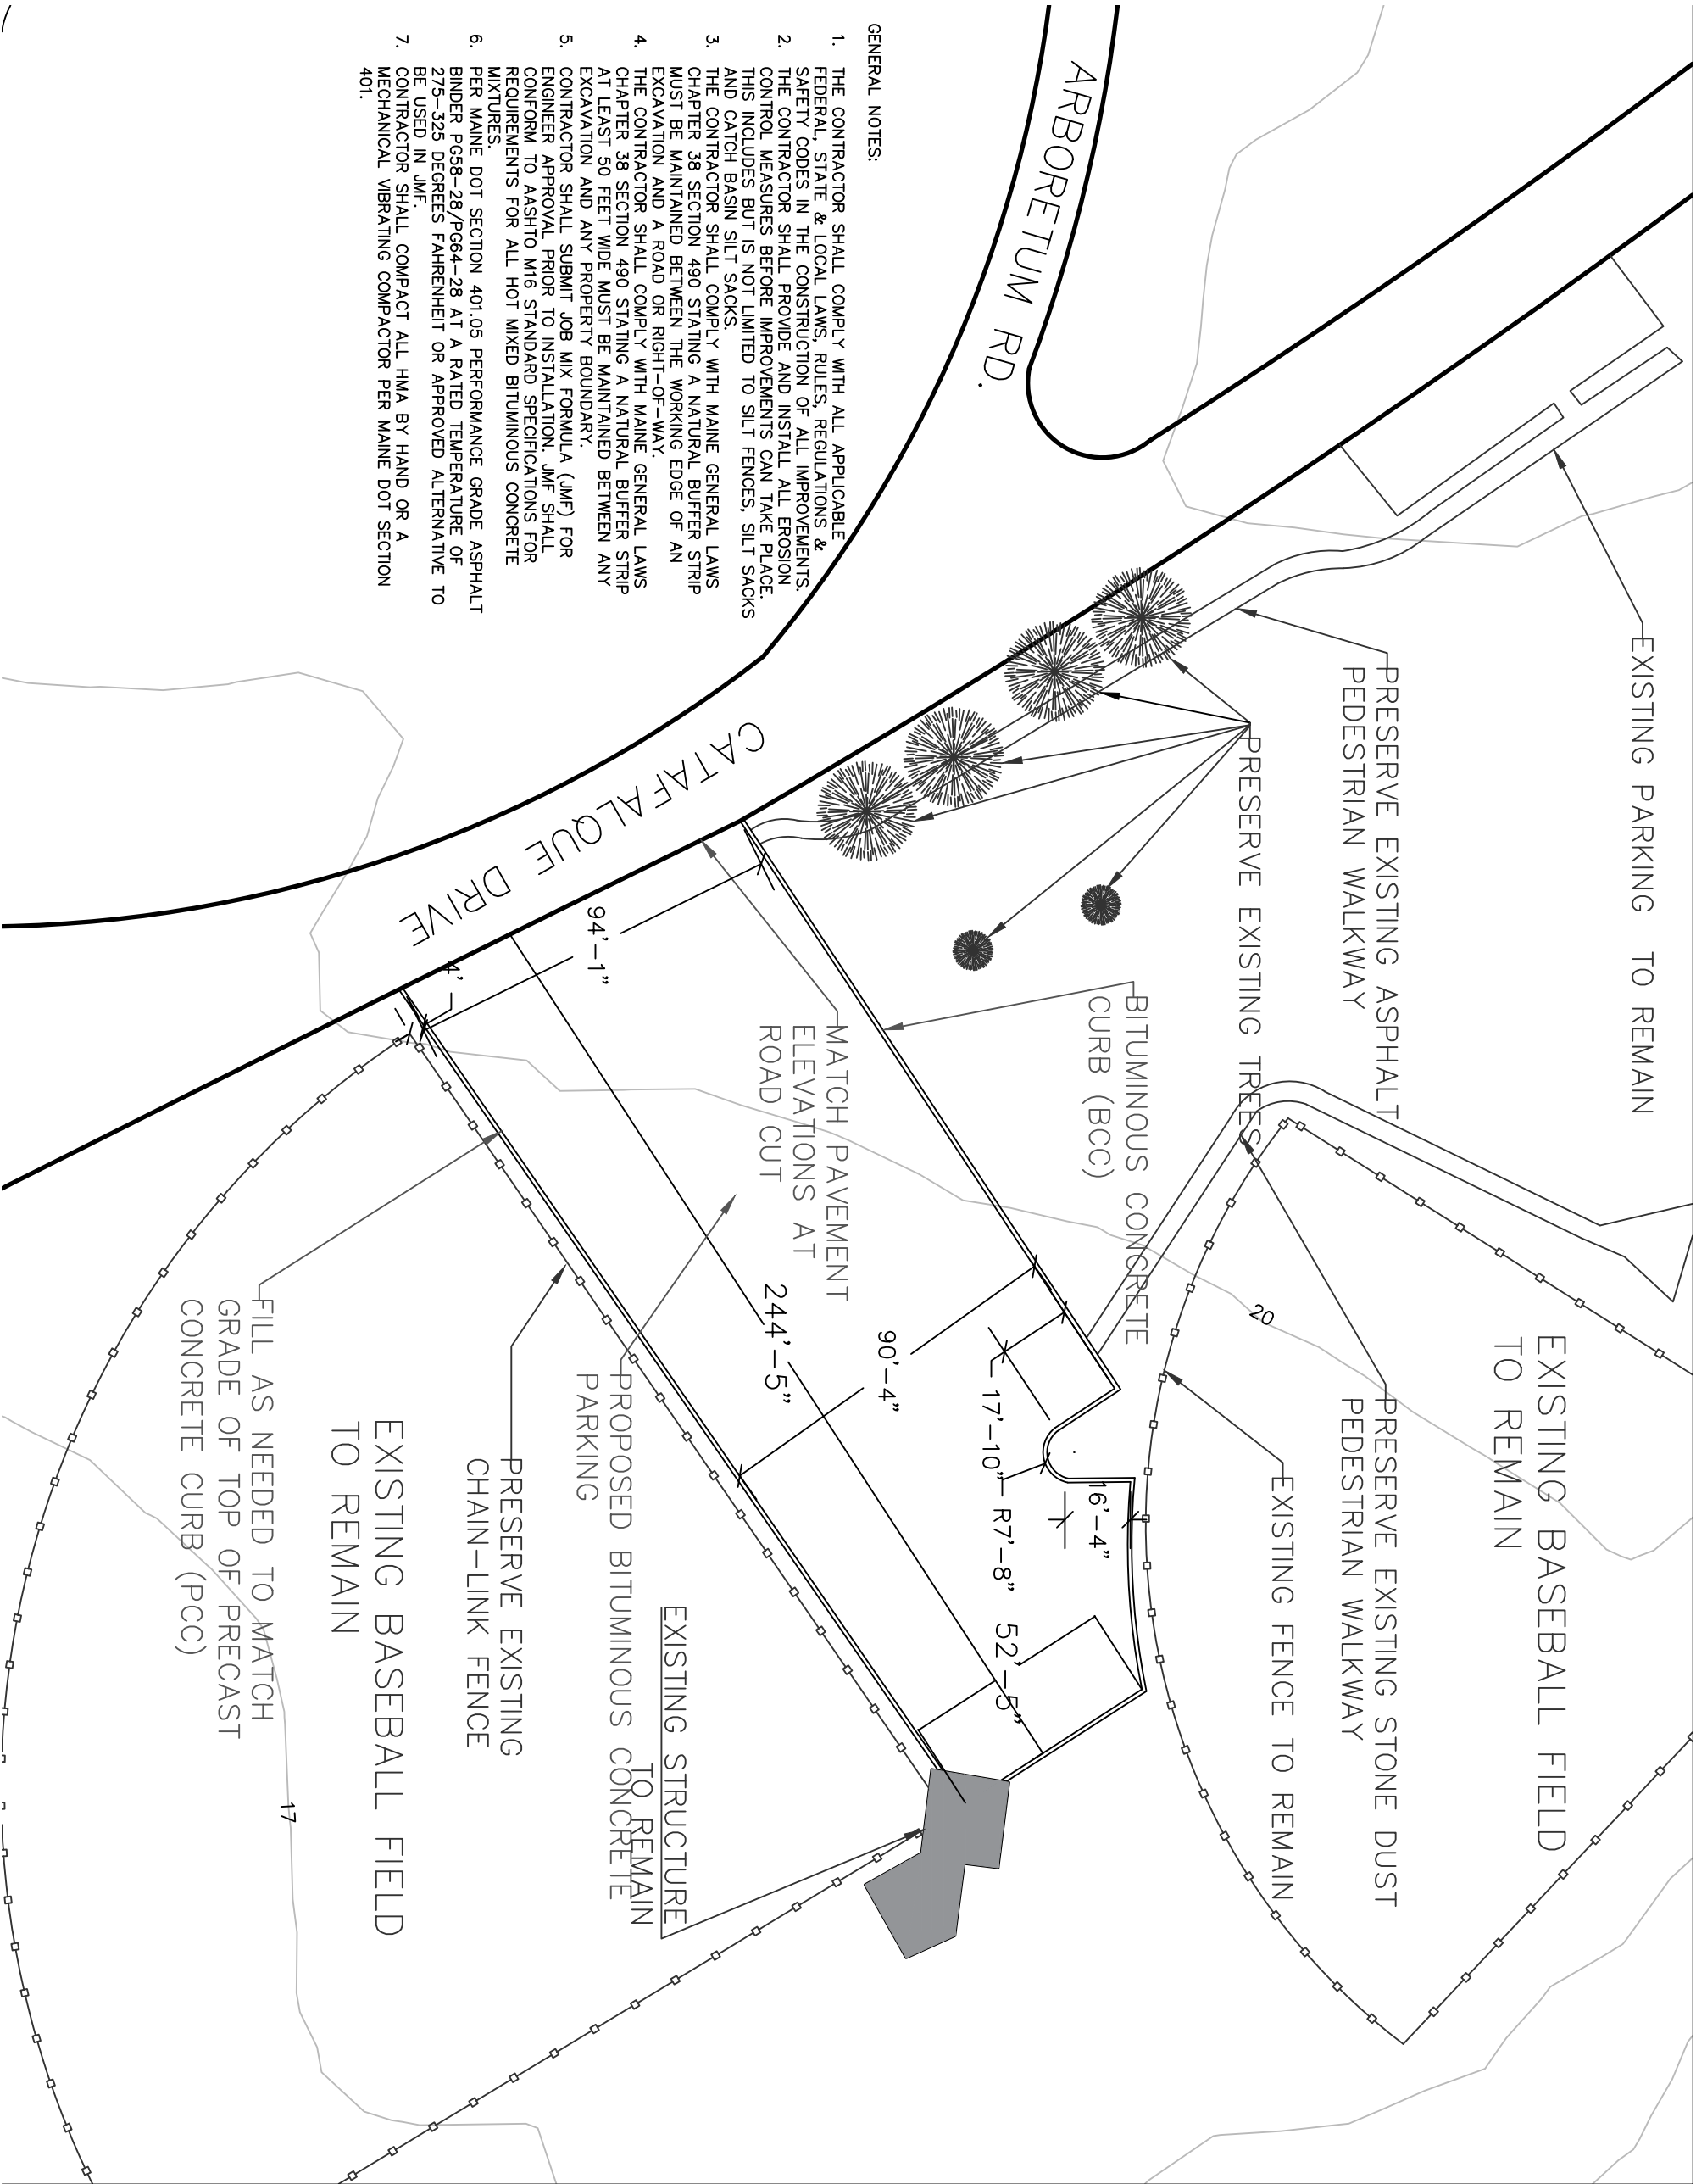 GENERAL NOTES:
1. THE CONTRACTOR SHALL COMPLY WITH ALL APPLICABLE
FEDERAL, STATE & LOCAL LAWS, RULES, REGULATIONS &
SAFETY CODES IN THE CONSTRUCTION OF ALL IMPROVEMENTS.
2. THE CONTRACTOR SHALL PROVIDE AND INSTALL ALL EROSION
CONTROL MEASURES BEFORE IMPROVEMENTS CAN TAKE PLACE.
THIS INCLUDES BUT IS NOT LIMITED TO SILT FENCES, SILT SACKS
AND CATCH BASIN SILT SACKS.
3. THE CONTRACTOR SHALL COMPLY WITH MAINE GENERAL LAWS
CHAPTER 38 SECTION 490 STATING A NATURAL BUFFER STRIP
MUST BE MAINTAINED BETWEEN THE WORKING EDGE OF AN
EXCAVATION AND A ROAD OR RIGHT-OF-WAY.
4. THE CONTRACTOR SHALL COMPLY WITH MAINE GENERAL LAWS
CHAPTER 38 SECTION 490 STATING A NATURAL BUFFER STRIP
AT LEAST 50 FEET WIDE MUST BE MAINTAINED BETWEEN ANY
EXCAVATION AND ANY PROPERTY BOUNDARY.
5. CONTRACTOR SHALL SUBMIT JOB MIX FORMULA (JMF) FOR
ENGINEER APPROVAL PRIOR TO INSTALLATION. JMF SHALL
CONFORM TO AASHTO M16 STANDARD SPECIFICATIONS FOR
REQUIREMENTS FOR ALL HOT MIXED BITUMINOUS CONCRETE
MIXTURES.
6. PER MAINE DOT SECTION 401.05 PERFORMANCE GRADE ASPHALT
BINDER PG58-28/PG64-28 AT A RATED TEMPERATURE OF
275-325 DEGREES FAHRENHEIT OR APPROVED ALTERNATIVE TO
BE USED IN JMF.
7. CONTRACTOR SHALL COMPACT ALL HMA BY HAND OR A
MECHANICAL VIBRATING COMPACTOR PER MAINE DOT SECTION
401.
ARBORETUM RD.
CATAFALQUE DRIVE
EXISTING PARKING TO REMAIN
PRESERVE EXISTING ASPHALT
PEDESTRIAN WALKWAY
PRESERVE EXISTING TREES
BITUMINOUS CONCRETE
CURB (BCC)
MATCH PAVEMENT
ELEVATIONS AT
ROAD CUT
94'-1"
4'
244'-5"
90'-4"
17'-10"
R7'-8"
16'-4"
52'-5"
20
EXISTING BASEBALL FIELD
TO REMAIN
PRESERVE EXISTING STONE DUST
PEDESTRIAN WALKWAY
EXISTING FENCE TO REMAIN
EXISTING STRUCTURE
TO REMAIN
PROPOSED BITUMINOUS CONCRETE
PARKING
PRESERVE EXISTING
CHAIN-LINK FENCE
EXISTING BASEBALL FIELD
TO REMAIN
FILL AS NEEDED TO MATCH
GRADE OF TOP OF PRECAST
CONCRETE CURB (PCC)
17